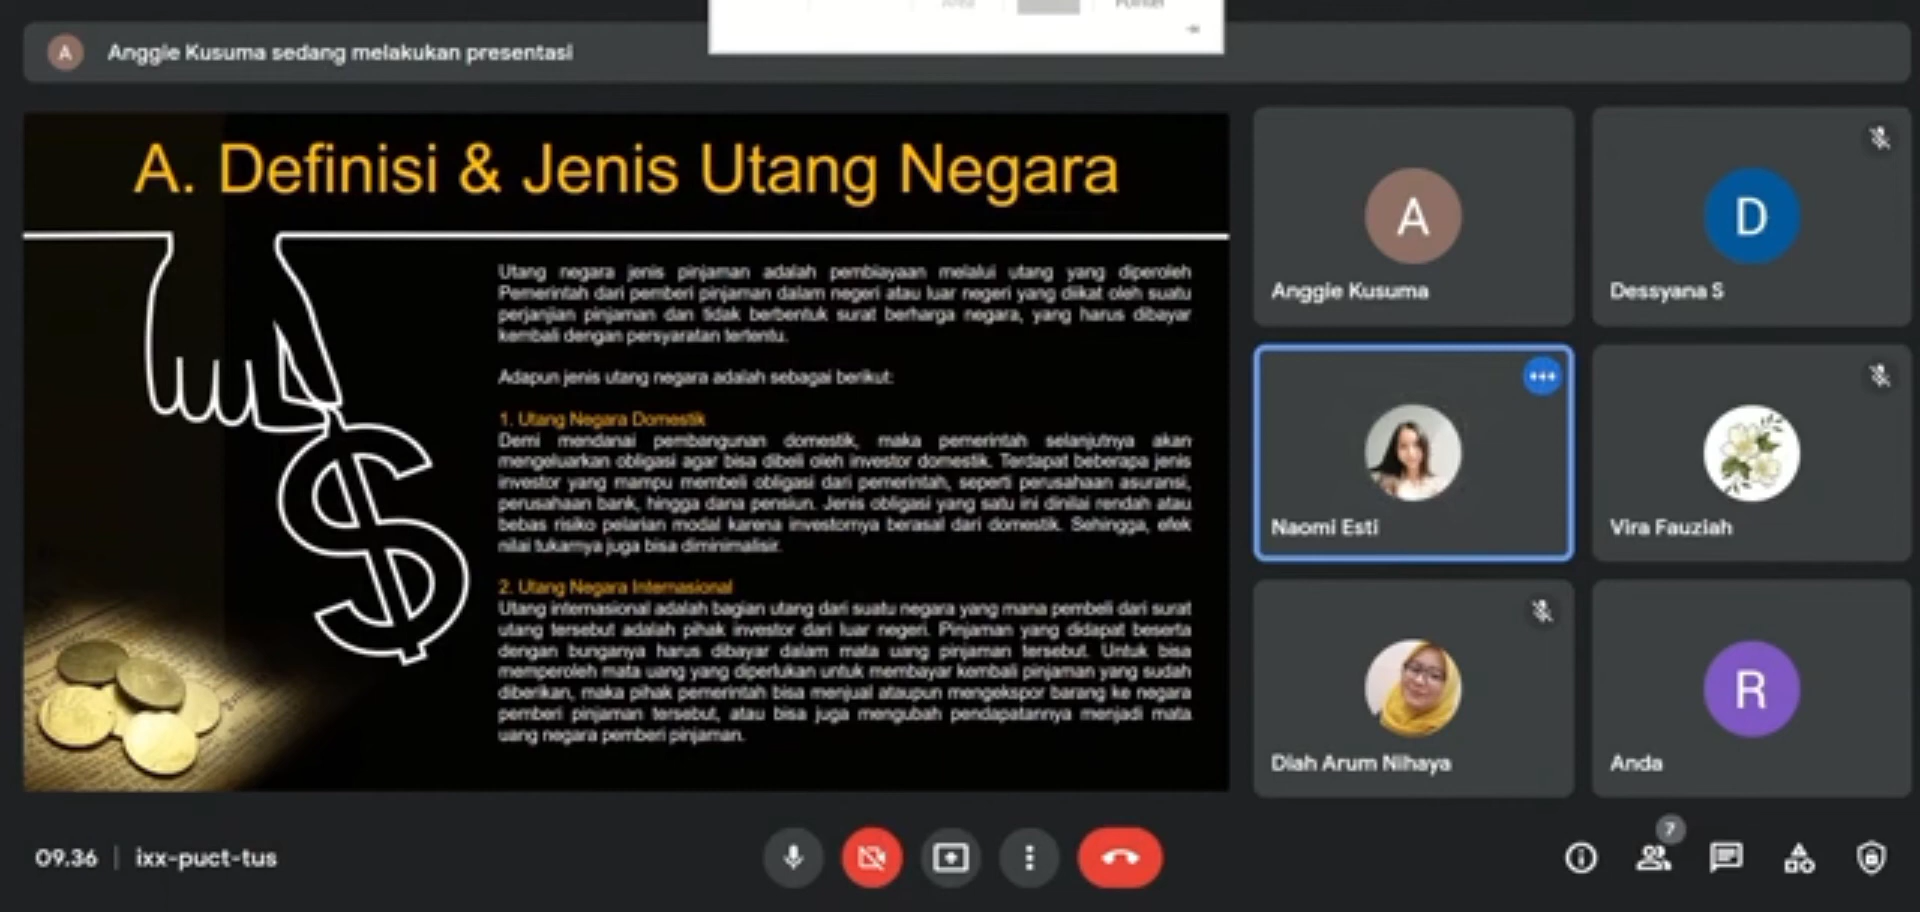 Pointer
A
Anggie Kusuma sedang melakukan presentasi
A. Definisi & Jenis Utang Negara
Utang negara jenis pinjaman adalah pembiayaan melalui utang yang diperoleh
Pemerintah dari pemberi pinjaman dalam negeri atau luar negeri yang diikat oleh suatu
perjanjian pinjaman dan tidak berbentuk surat berharga negara, yang harus dibayar
kembali dengan persyaratan tertentu.
Adapun jenis utang negara adalah sebagai berikut:
1. Utang Negara Domestik
Demi mendanai pembangunan domestik, maka pemerintah selanjutnya akan
mengeluarkan obligasi agar bisa dibeli oleh investor domestik. Terdapat beberapa jenis
investor yang mampu membeli obligasi dari pemerintah, seperti perusahaan asuransi,
perusahaan bank, hingga dana pensiun. Jenis obligasi yang satu ini dinilai rendah atau
bebas risiko pelarian modal karena investornya berasal dari domestik. Sehingga, efek
nilai tukarnya juga bisa diminimalisir.
2. Utang Negara Internasional
Utang internasional adalah bagian utang dari suatu negara yang mana pembeli dari surat
utang tersebut adalah pihak investor dari luar negeri. Pinjaman yang didapat beserta
dengan bunganya harus dibayar dalam mata uang pinjaman tersebut. Untuk bisa
memperoleh mata uang yang diperlukan untuk membayar kembali pinjaman yang sudah
diberikan, maka pihak pemerintah bisa menjual ataupun mengekspor barang ke negara
pemberi pinjaman tersebut, atau bisa juga mengubah pendapatannya menjadi mata
uang negara pemberi pinjaman.
A
Anggie Kusuma
D
Dessyana S
Naomi Esti
Vira Fauziah
Diah Arum Nihaya
R
Anda
09.36 | ixx-puct-tus
7